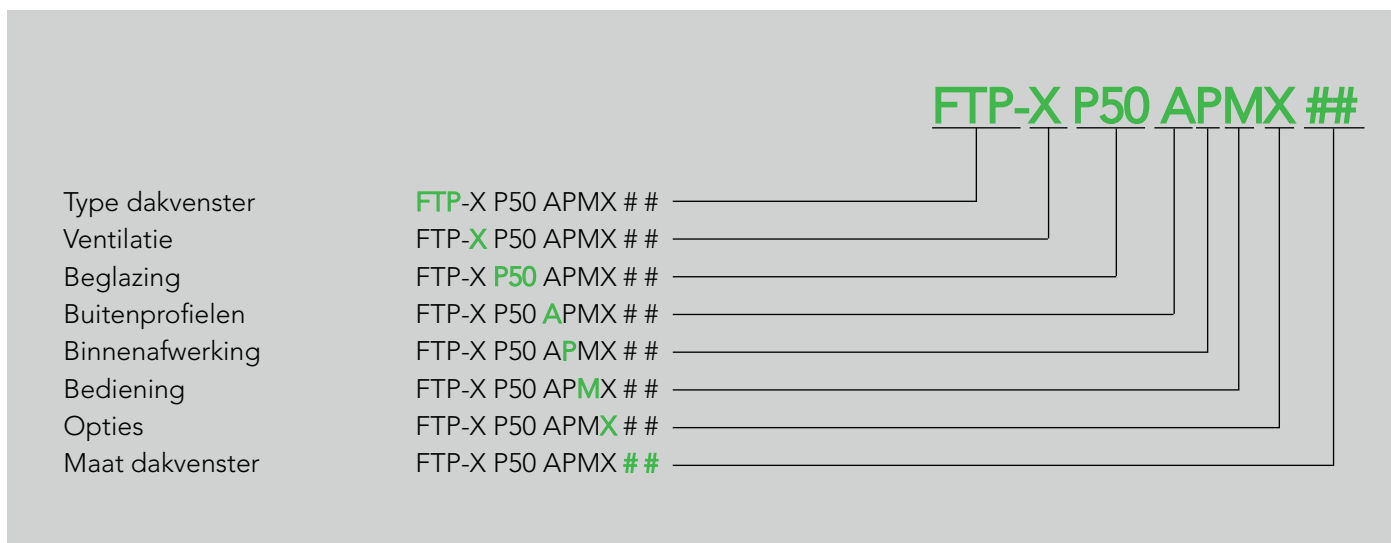 FTP-X P50 APMX ##
Type dakvenster FTP-X P50 APMX # #
Ventilatie FTP-X P50 APMX # #
Beglazing FTP-X P50 APMX # #
Buitenprofielen FTP-X P50 APMX # #
Binnenafwerking FTP-X P50 APMX # #
Bediening FTP-X P50 APMX # #
Opties FTP-X P50 APMX # #
Maat dakvenster FTP-X P50 APMX # #